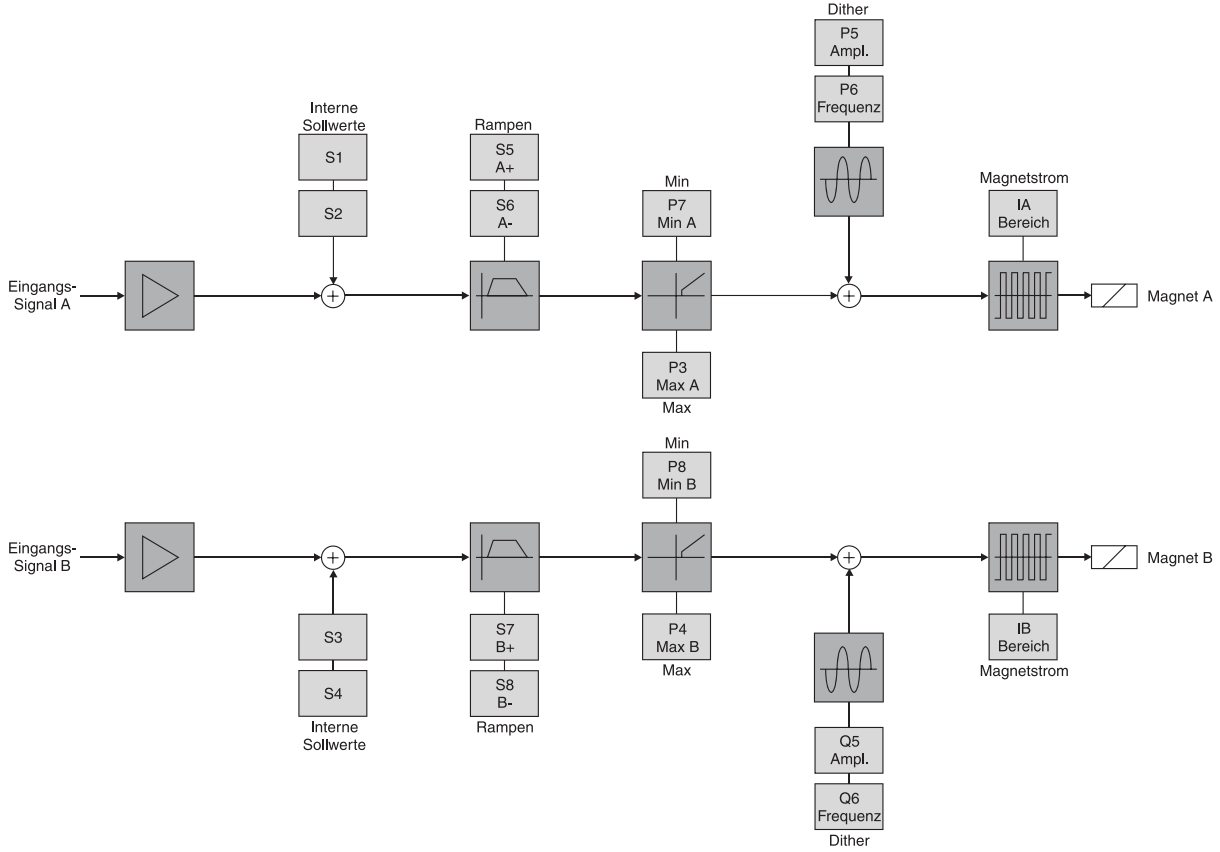 Dither
P5
Ampl.
P6
Frequenz
Interne
Sollwerte
S1
S2
Rampen
S5
A+
S6
A-
Min
P7
Min A
Magnetstrom
IA
Bereich
Eingangs-
Signal A
Magnet A
P3
Max A
Max
Min
P8
Min B
Eingangs-
Signal B
Magnet B
S3
S4
Interne
Sollwerte
S7
B+
S8
B-
Rampen
P4
Max B
Max
IB
Bereich
Magnetstrom
Q5
Ampl.
Q6
Frequenz
Dither